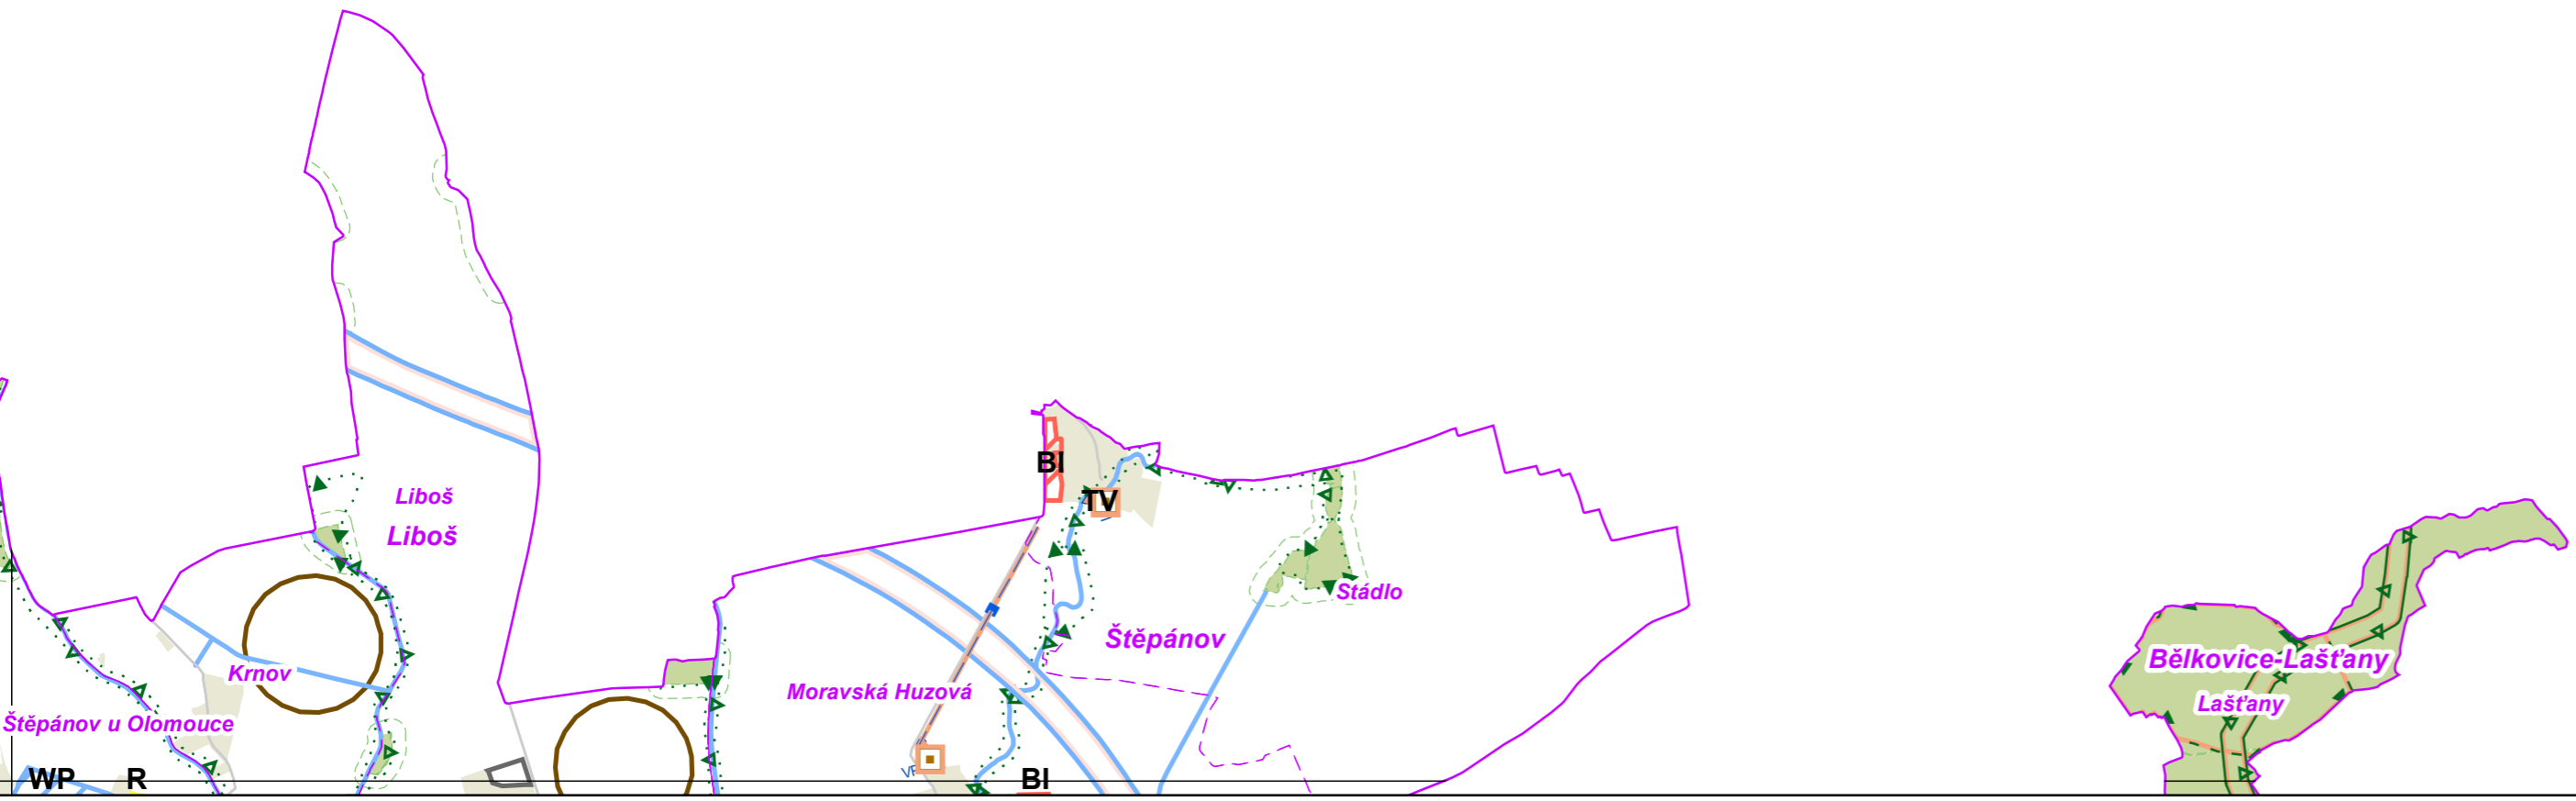 BI
TV
Liboš
Liboš
Stádlo
Štěpánov
Bělkovice-Lašťany
Krnov
Moravská Huzová
Lašťany
Štěpánov u Olomouce
WP
R
BI